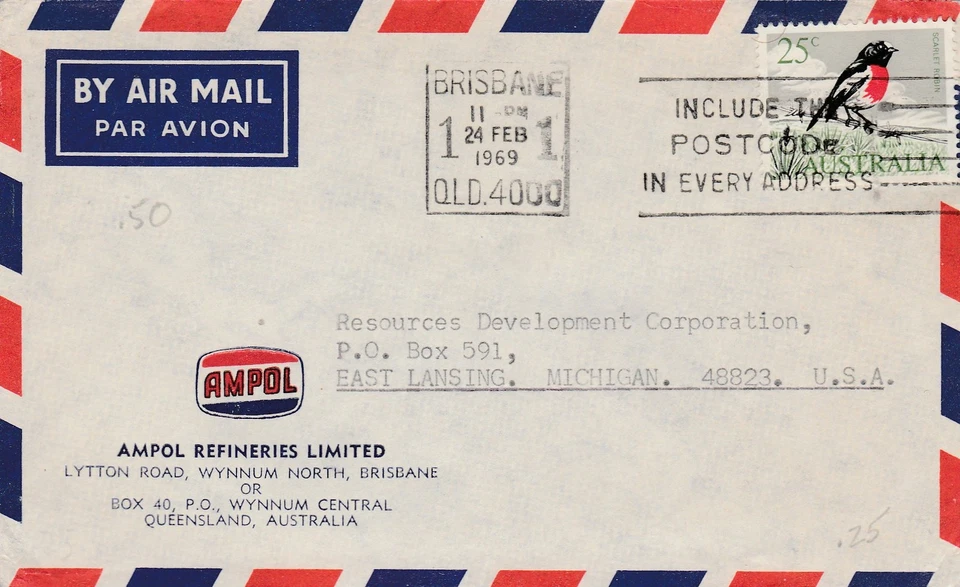 BY AIR MAIL
PAR AVION
BRISBANE
11 PM
1 24 FEB 1
1969
QLD.4000
INCLUDE THE
POSTCODE
IN EVERY ADDRESS
25c
SCARLET ROBIN
AUSTRALIA
.50
Resources Development Corporation,
P.O. Box 591,
EAST LANSING. MICHIGAN. 48823. U.S.A.
AMPOL
AMPOL REFINERIES LIMITED
LYTTON ROAD, WYNNUM NORTH, BRISBANE
OR
BOX 40, P.O., WYNNUM CENTRAL
QUEENSLAND, AUSTRALIA
.25